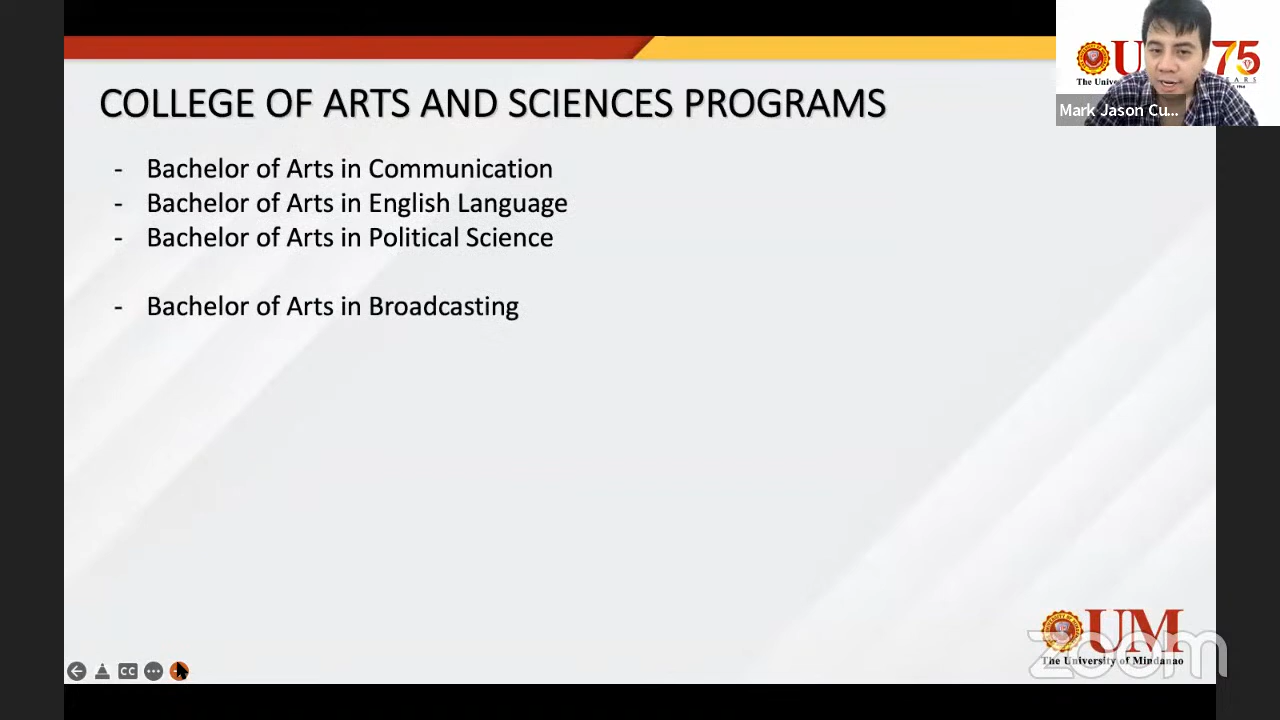 COLLEGE OF ARTS AND SCIENCES PROGRAMS
- Bachelor of Arts in Communication
- Bachelor of Arts in English Language
- Bachelor of Arts in Political Science
- Bachelor of Arts in Broadcasting
U 75
The
Mark Jason Cu...
CC
UM
The University of Mindanao
zoom